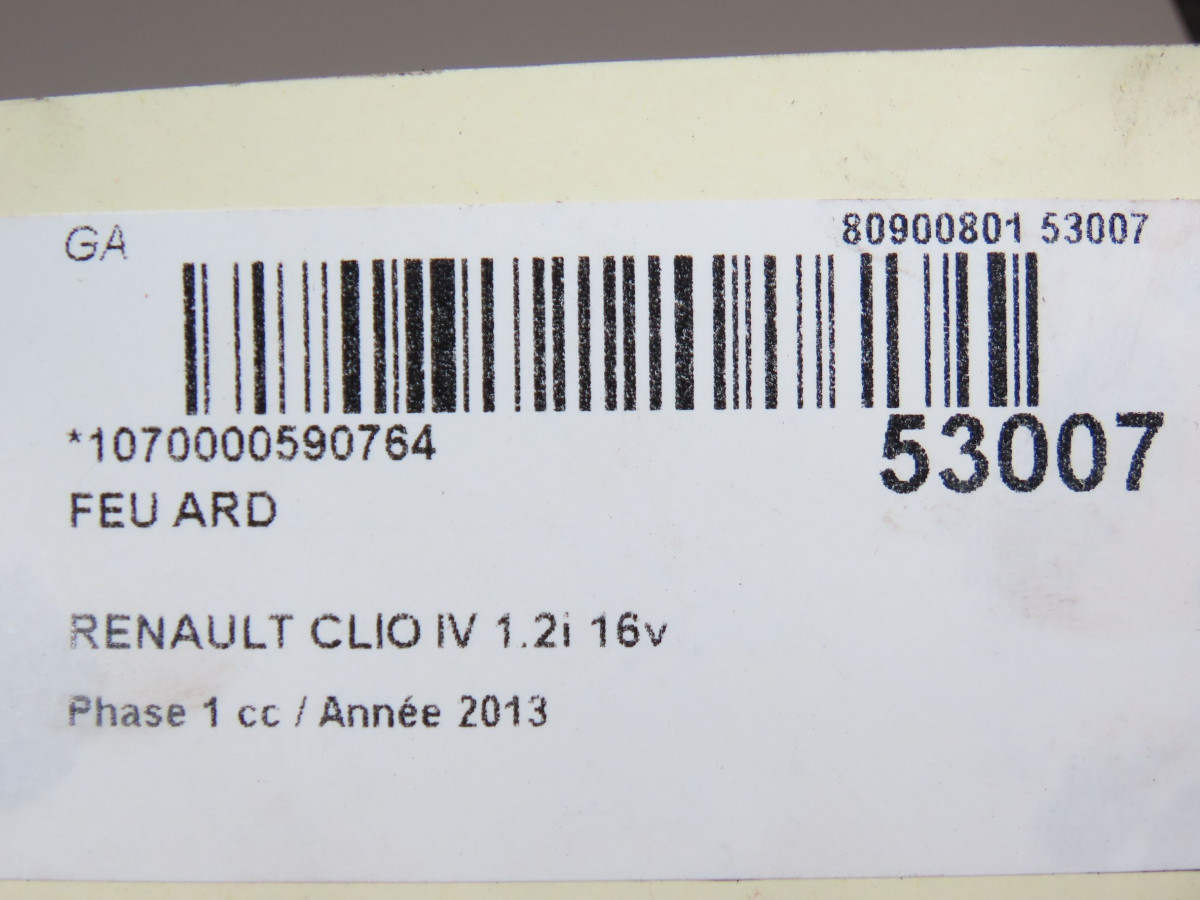 GA
80900801 53007
*1070000590764
53007
FEU ARD
RENAULT CLIO IV 1.2i 16v
Phase 1 cc / Année 2013